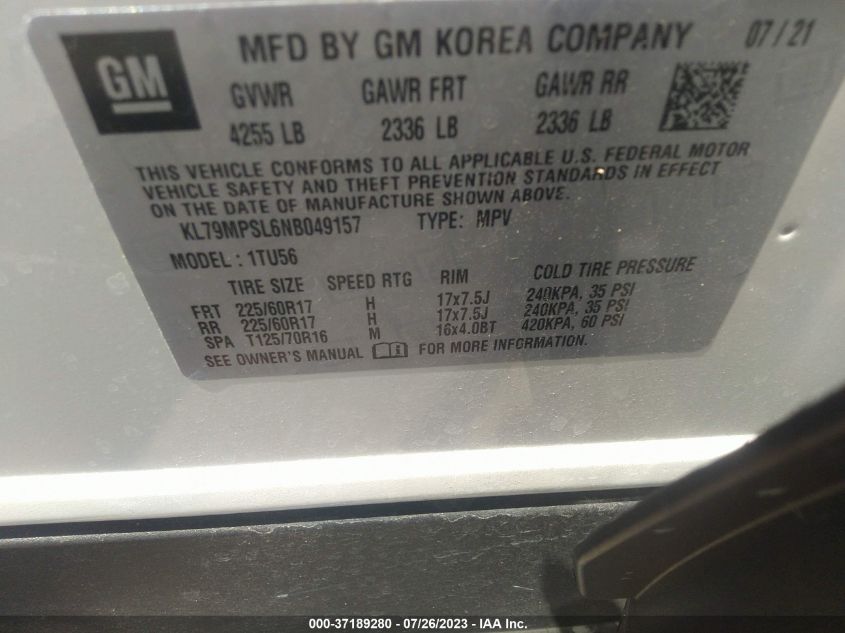 GM
MFD BY GM KOREA COMPANY 07/21
GVWR GAWR FRT GAWR RR
4255 LB 2336 LB 2336 LB
THIS VEHICLE CONFORMS TO ALL APPLICABLE U.S. FEDERAL MOTOR
VEHICLE SAFETY AND THEFT PREVENTION STANDARDS IN EFFECT
ON THE DATE OF MANUFACTURE SHOWN ABOVE.
KL79MPSL6NB049157 TYPE: MPV
MODEL : 1TU56
TIRE SIZE SPEED RTG RIM COLD TIRE PRESSURE
FRT 225/60R17 H 17x7.5J 240KPA, 35 PSI
RR 225/60R17 H 17x7.5J 240KPA, 35 PSI
SPA T125/70R16 M 16x4.0BT 420KPA, 60 PSI
SEE OWNER'S MANUAL i FOR MORE INFORMATION.
000-37189280 - 07/26/2023 - IAA Inc.